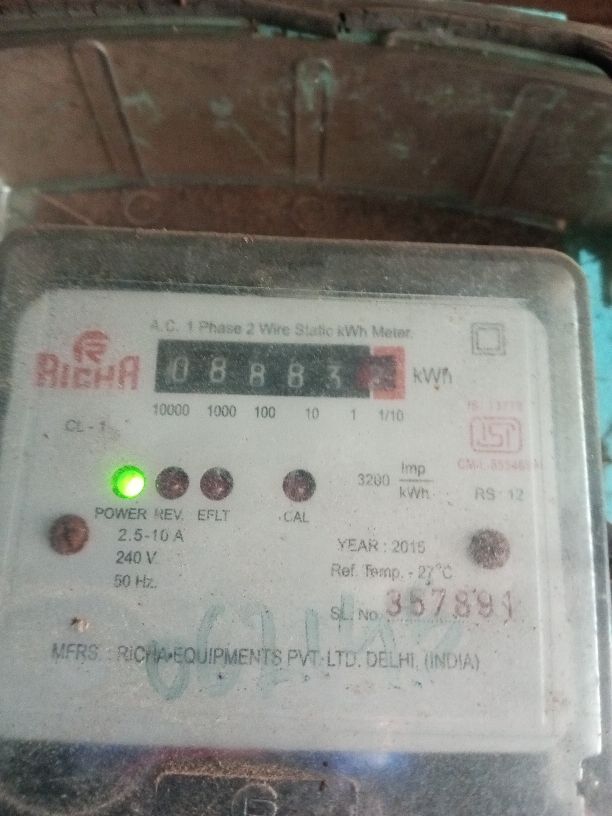 A.C. 1 Phase 2 Wire Static kWh Meter.
RICHA
08883
kWh
10000 1000 100 10 1 1/10
CL - 1
3200 Imp/kWh
RS : 12
POWER REV. EFLT CAL
2.5-10 A
240 V.
50 Hz.
YEAR : 2015
Ref. Temp. - 27°C
SL. No. 357891
MFRS. : RICHA EQUIPMENTS PVT. LTD. DELHI, (INDIA)